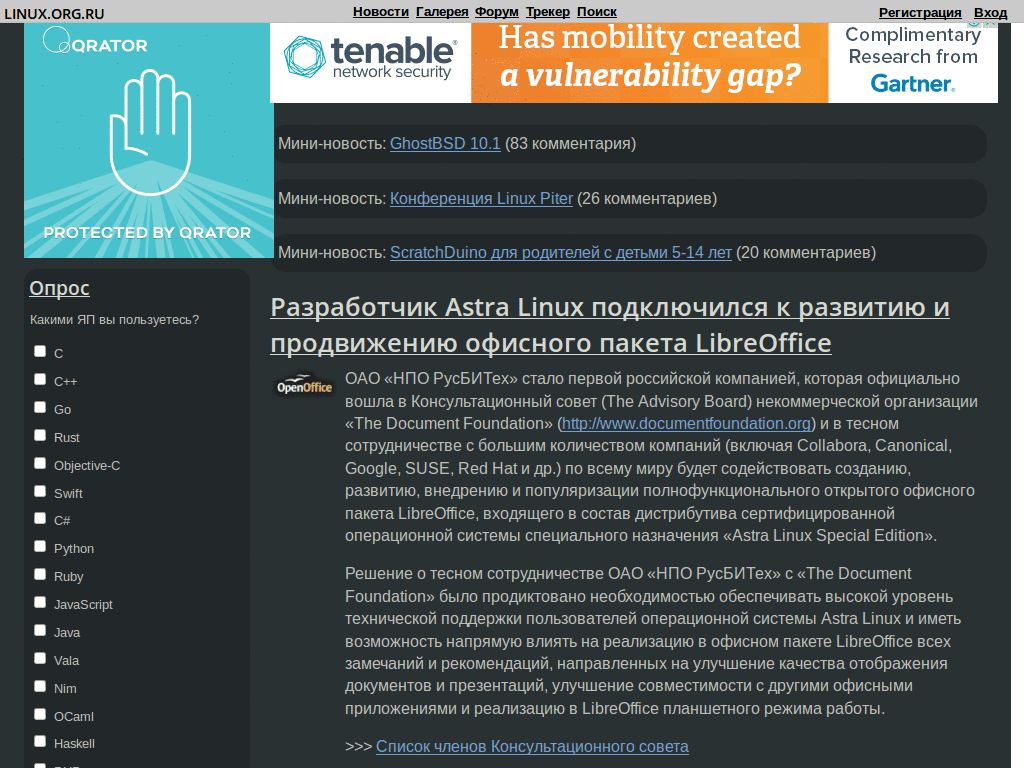 LINUX.ORG.RU
Новости Галерея Форум Трекер Поиск
Регистрация Вход
QRATOR
PROTECTED BY QRATOR
tenable®
network security
Has mobility created
a vulnerability gap?
Complimentary
Research from
Gartner.
Мини-новость: GhostBSD 10.1 (83 комментария)
Мини-новость: Конференция Linux Piter (26 комментариев)
Мини-новость: ScratchDuino для родителей с детьми 5-14 лет (20 комментариев)
Опрос
Какими ЯП вы пользуетесь?
C
C++
Go
Rust
Objective-C
Swift
C#
Python
Ruby
JavaScript
Java
Vala
Nim
OCaml
Haskell
Разработчик Astra Linux подключился к развитию и
продвижению офисного пакета LibreOffice
OpenOffice
ОАО «НПО РусБИТех» стало первой российской компанией, которая официально
вошла в Консультационный совет (The Advisory Board) некоммерческой организации
«The Document Foundation» (http://www.documentfoundation.org) и в тесном
сотрудничестве с большим количеством компаний (включая Collabora, Canonical,
Google, SUSE, Red Hat и др.) по всему миру будет содействовать созданию,
развитию, внедрению и популяризации полнофункционального открытого офисного
пакета LibreOffice, входящего в состав дистрибутива сертифицированной
операционной системы специального назначения «Astra Linux Special Edition».
Решение о тесном сотрудничестве ОАО «НПО РусБИТех» с «The Document
Foundation» было продиктовано необходимостью обеспечивать высокой уровень
технической поддержки пользователей операционной системы Astra Linux и иметь
возможность напрямую влиять на реализацию в офисном пакете LibreOffice всех
замечаний и рекомендаций, направленных на улучшение качества отображения
документов и презентаций, улучшение совместимости с другими офисными
приложениями и реализацию в LibreOffice планшетного режима работы.
>>> Список членов Консультационного совета